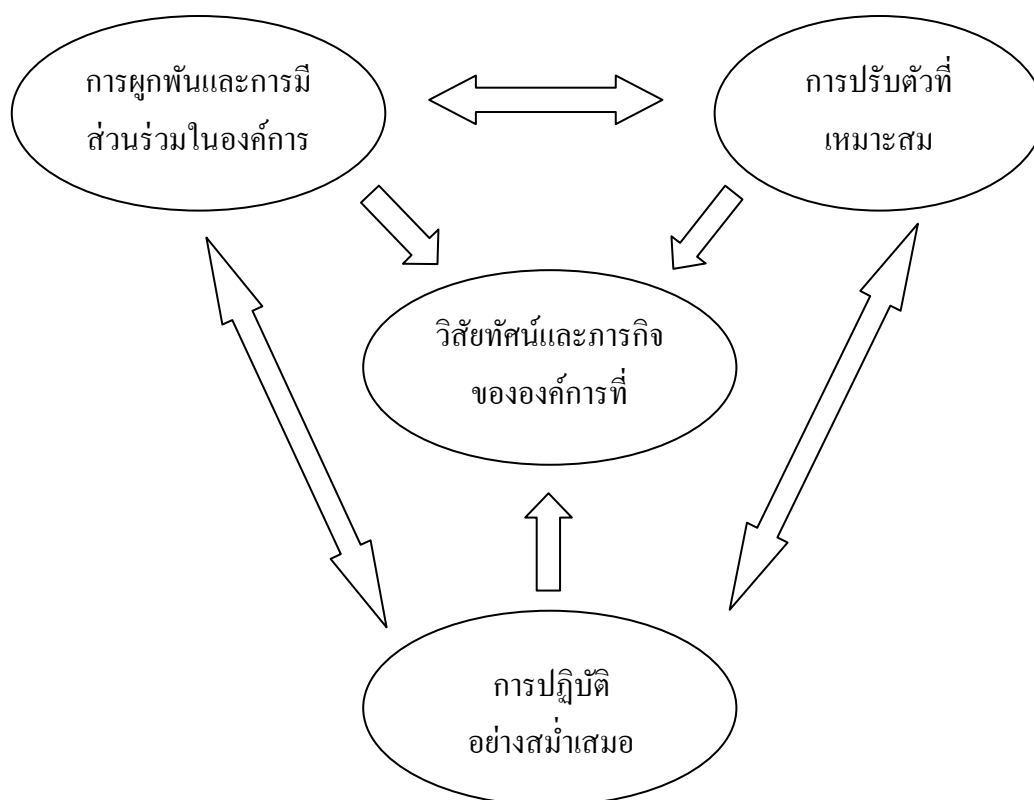 การผูกพันและการมี
ส่วนร่วมในองค์การ
การปรับตัวที่
เหมาะสม
วิสัยทัศน์และภารกิจ
ขององค์การที่
การปฏิบัติ
อย่างสม่ำเสมอ